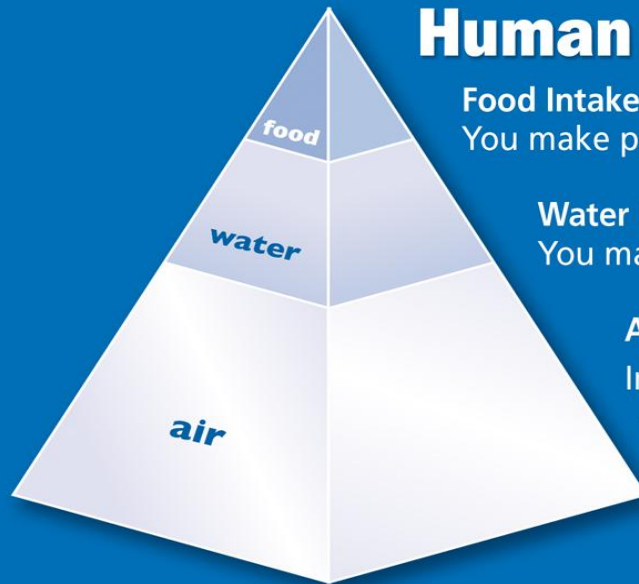 Human
Food Intake
You make p
food
Water
You ma
water
A
In
air